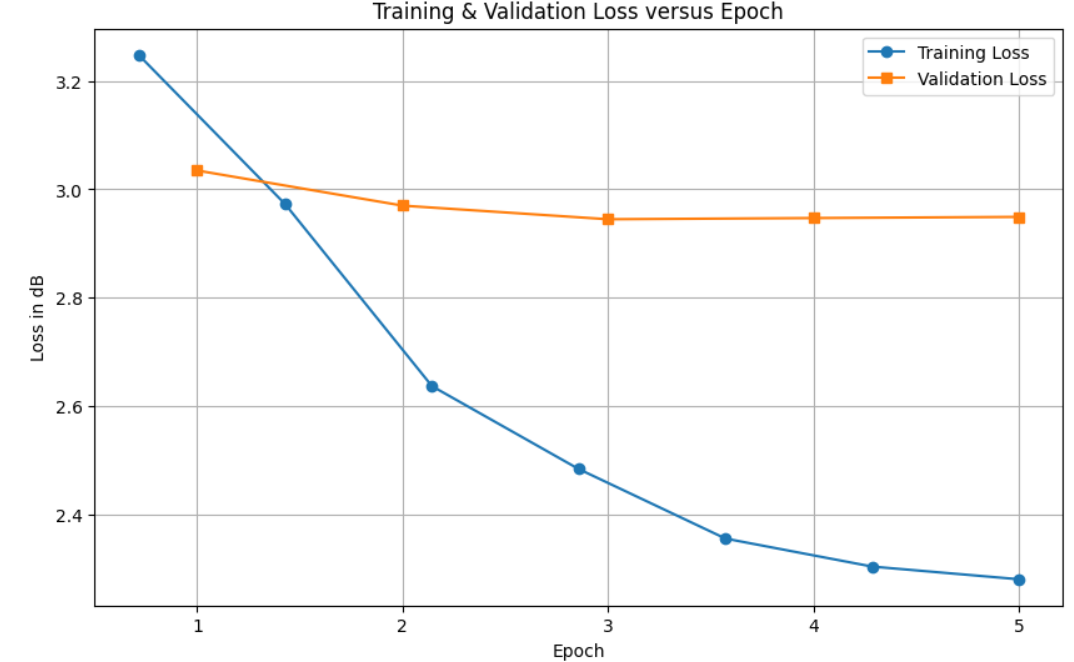 Training & Validation Loss versus Epoch
Training Loss
Validation Loss
3.2
3.0
2.8
2.6
2.4
Loss in dB
1 2 3 4 5
Epoch